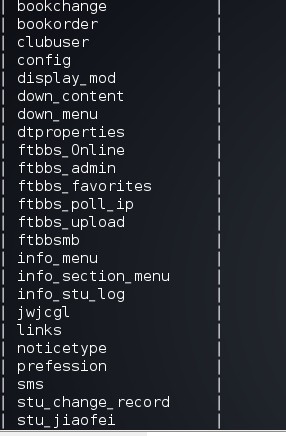 | bookchange |
| bookorder |
| clubuser |
| config |
| display_mod |
| down_content |
| down_menu |
| dtproperties |
| ftbbs_Online |
| ftbbs_admin |
| ftbbs_favorites |
| ftbbs_poll_ip |
| ftbbs_upload |
| ftbbsmb |
| info_menu |
| info_section_menu |
| info_stu_log |
| jwjcgl |
| links |
| noticetype |
| prefession |
| sms |
| stu_change_record |
| stu_jiaofei |